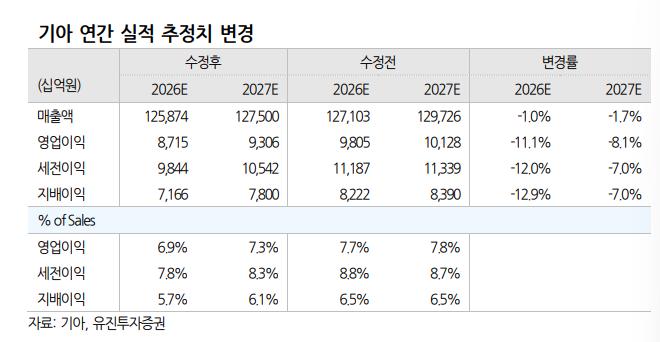 기아 연간 실적 추정치 변경
(십억원) 수정후 수정전 변경률
2026E 2027E 2026E 2027E 2026E 2027E
매출액 125,874 127,500 127,103 129,726 -1.0% -1.7%
영업이익 8,715 9,306 9,805 10,128 -11.1% -8.1%
세전이익 9,844 10,542 11,187 11,339 -12.0% -7.0%
지배이익 7,166 7,800 8,222 8,390 -12.9% -7.0%
% of Sales
영업이익 6.9% 7.3% 7.7% 7.8%
세전이익 7.8% 8.3% 8.8% 8.7%
지배이익 5.7% 6.1% 6.5% 6.5%
자료: 기아, 유진투자증권